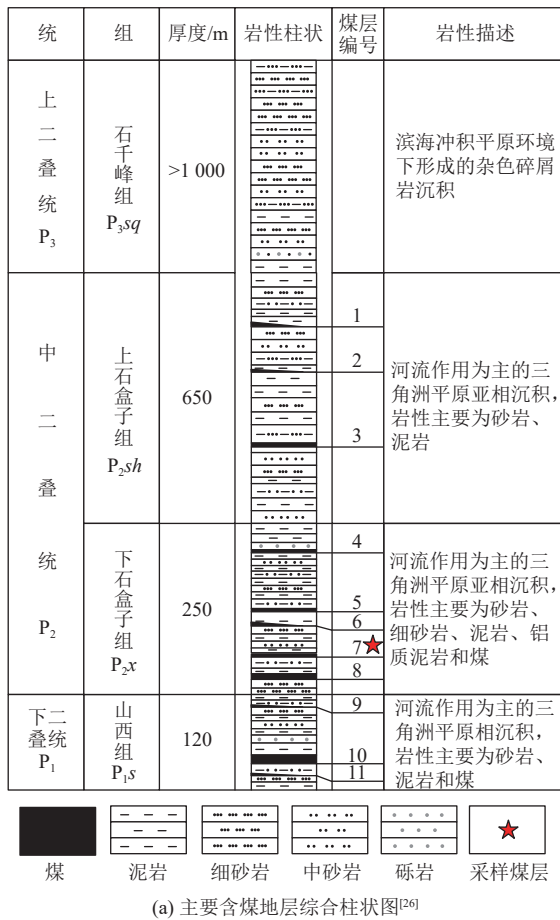 统 组 厚度/m 岩性柱状 煤层编号 岩性描述
上二叠统 P₃
石千峰组 P₃sq
>1 000
滨海冲积平原环境
下形成的杂色碎屑
岩沉积
中二叠统 P₂
上石盒子组 P₂sh
650
1
2
3
河流作用为主的三
角洲平原亚相沉积,
岩性主要为砂岩、
泥岩
下石盒子组 P₂x
250
4
5
6
7
8
河流作用为主的三
角洲平原亚相沉积,
岩性主要为砂岩、
细砂岩、泥岩、铝
质泥岩和煤
下二叠统 P₁
山西组 P₁s
120
9
10
11
河流作用为主的三
角洲平原相沉积,
岩性主要为砂岩、
泥岩和煤
煤 泥岩 细砂岩 中砂岩 砾岩 采样煤层
(a) 主要含煤地层综合柱状图[26]